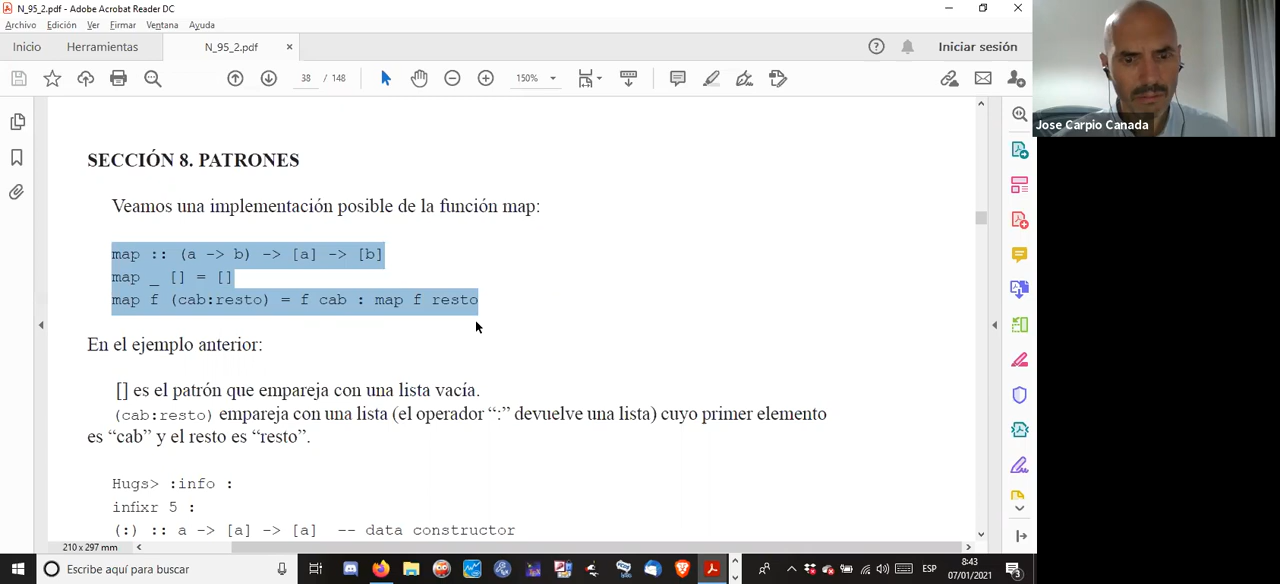 N_95_2.pdf - Adobe Acrobat Reader DC
Archivo Edición Ver Firmar Ventana Ayuda
Inicio Herramientas N_95_2.pdf × Iniciar sesión
38 / 148 150%
Jose Carpio Canada
SECCIÓN 8. PATRONES
Veamos una implementación posible de la función map:
map :: (a -> b) -> [a] -> [b]
map _ [] = []
map f (cab:resto) = f cab : map f resto
En el ejemplo anterior:
[] es el patrón que empareja con una lista vacía.
(cab:resto) empareja con una lista (el operador “:” devuelve una lista) cuyo primer elemento
es “cab” y el resto es “resto”.
Hugs> :info :
infixr 5 :
(:) :: a -> [a] -> [a] -- data constructor
210 x 297 mm
Escribe aquí para buscar
ESP
8:43
07/01/2021
3